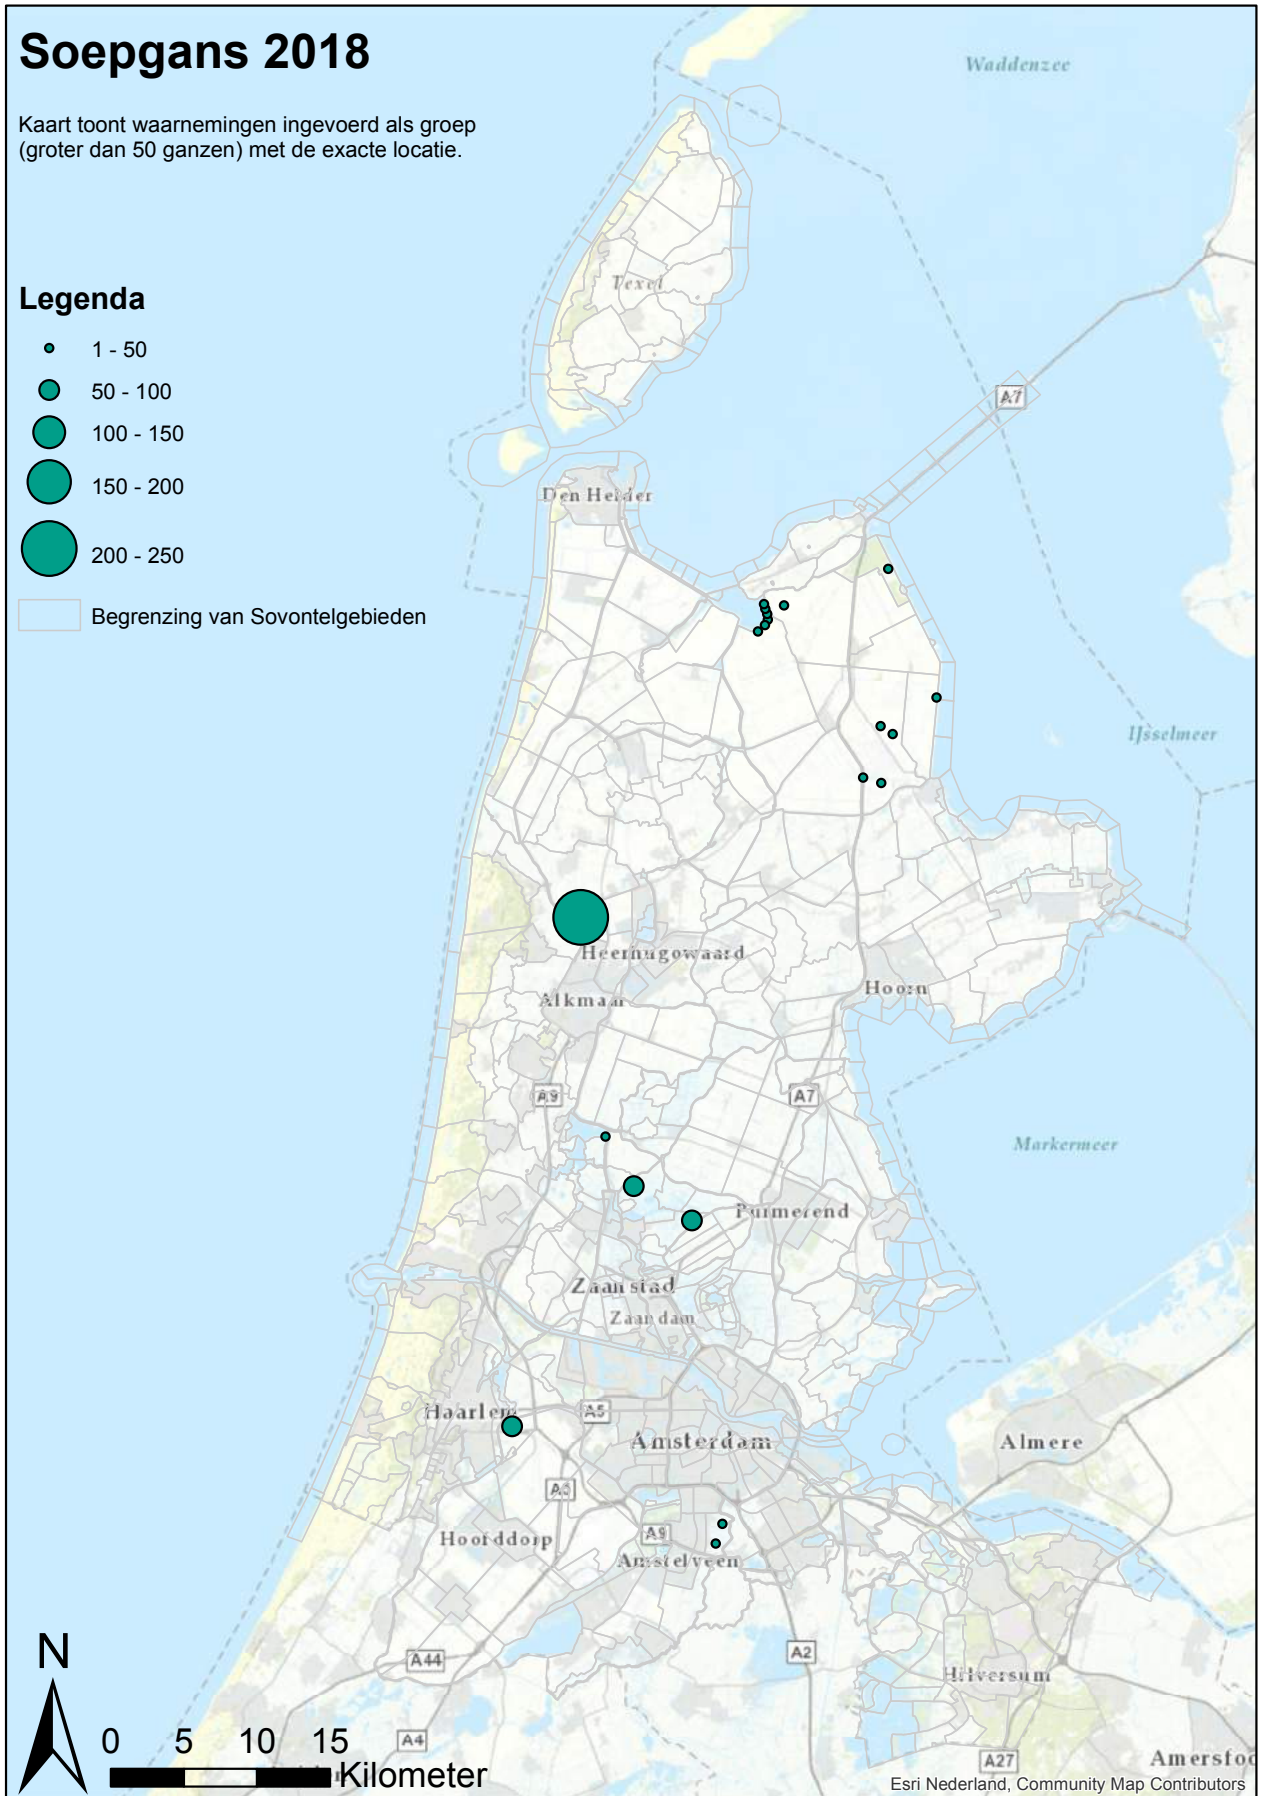 Soepgans 2018
Kaart toont waarnemingen ingevoerd als groep
(groter dan 50 ganzen) met de exacte locatie.
Legenda
1 - 50
50 - 100
100 - 150
150 - 200
200 - 250
Begrenzing van Sovontelgebieden
Waddenzee
Texel
A7
Den Helder
IJsselmeer
Heerhugowaard
Alkmaar
Hoorn
A9
A7
Markermeer
Purmerend
Zaanstad
Zaandam
Haarlem
A5
Amsterdam
Almere
Hoofddorp
A9
Amstelveen
A44
A2
Hilversum
A4
A27
Amersfoo
N
0 5 10 15
Kilometer
Esri Nederland, Community Map Contributors